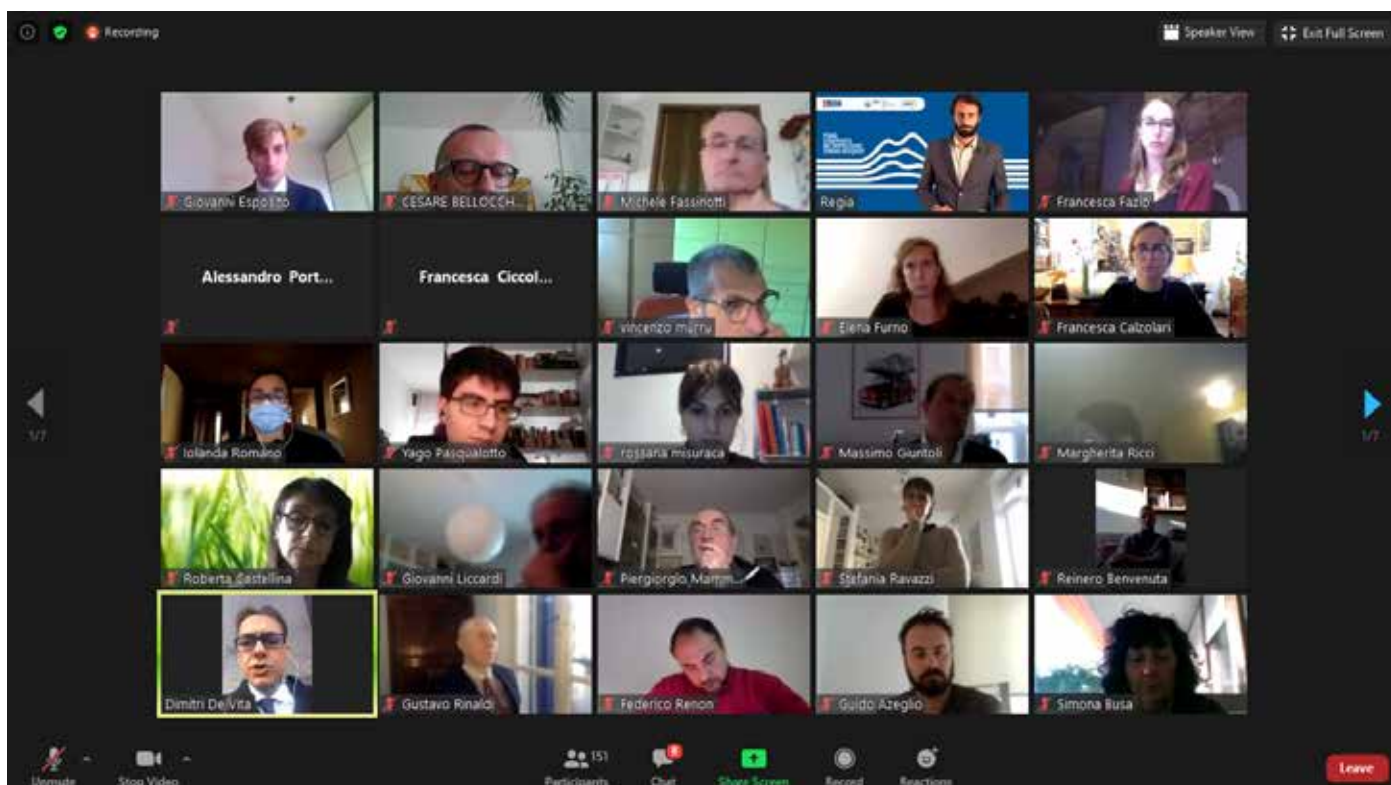 Recording
Speaker View
Exit Full Screen
Giovanni Esposito
CESARE BELLOCCH...
Michele Fassinotti
Regia
Francesca Fazio
Alessandro Port...
Francesca Ciccol...
vincenzo murru
Elena Furno
Francesca Calzolari
Iolanda Romano
Yago Pasqualotto
rossana misuraca
Massimo Giuntoli
Margherita Ricci
Roberta Castellina
Giovanni Liccardi
Piergiorgio Mamm...
Stefania Ravazzi
Reinero Benvenuta
Dimitri De Vita
Gustavo Rinaldi
Federico Renon
Guido Azeglio
Simona Busa
1/7
1/7
Unmute
Stop Video
151
Participants
8
Chat
Share Screen
Record
Reactions
Leave